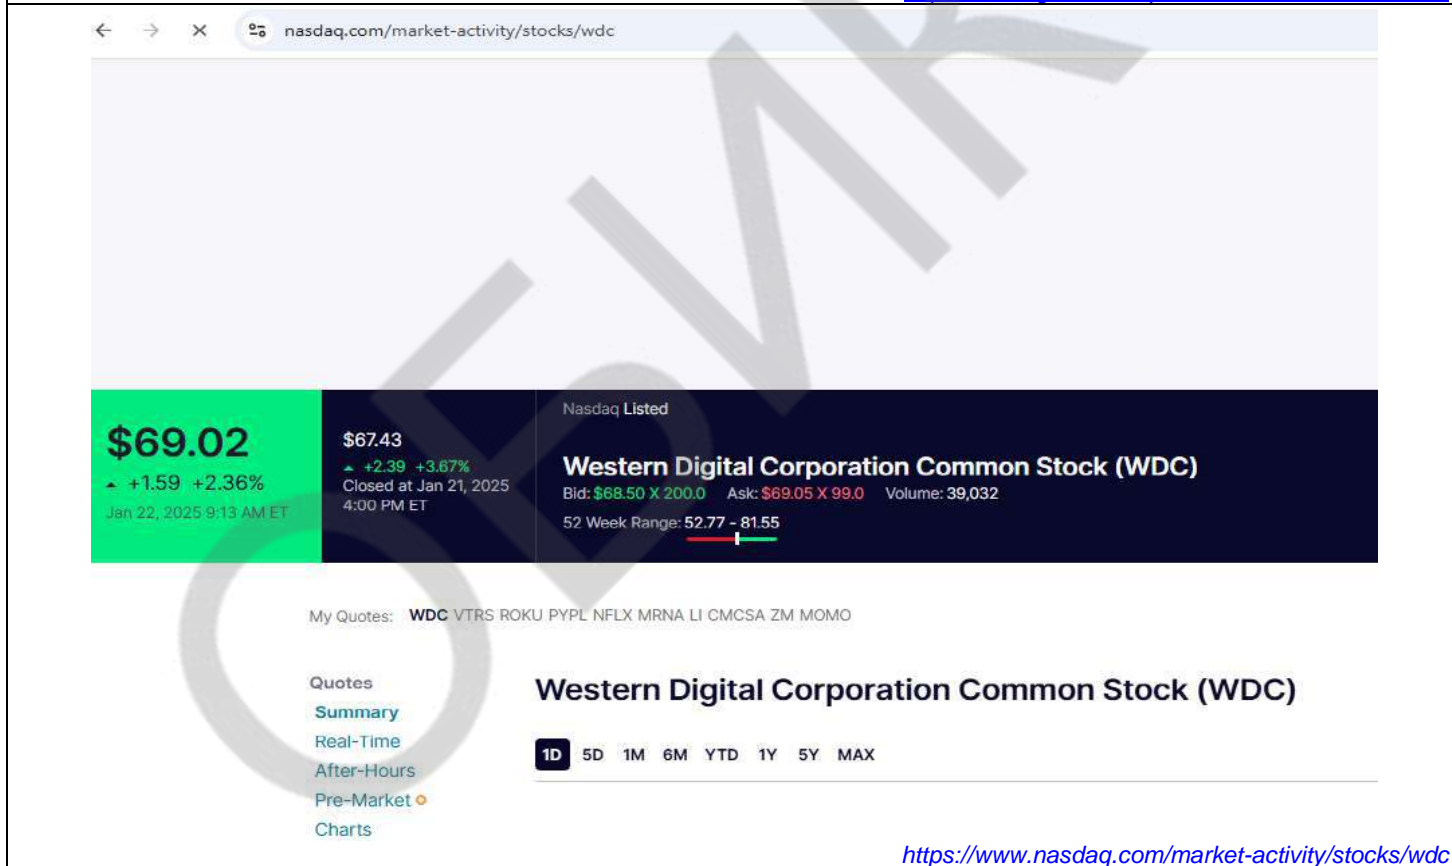 nasdaq.com/market-activity/stocks/wdc
$69.02
+1.59 +2.36%
Jan 22, 2025 9:13 AM ET
$67.43
+2.39 +3.67%
Closed at Jan 21, 2025
4:00 PM ET
Nasdaq Listed
Western Digital Corporation Common Stock (WDC)
Bid: $68.50 X 200.0 Ask: $69.05 X 99.0 Volume: 39,032
52 Week Range: 52.77 - 81.55
My Quotes: WDC VTRS ROKU PYPL NFLX MRNA LI CMCSA ZM MOMO
Quotes
Summary
Real-Time
After-Hours
Pre-Market
Charts
Western Digital Corporation Common Stock (WDC)
1D 5D 1M 6M YTD 1Y 5Y MAX
https://www.nasdaq.com/market-activity/stocks/wdc